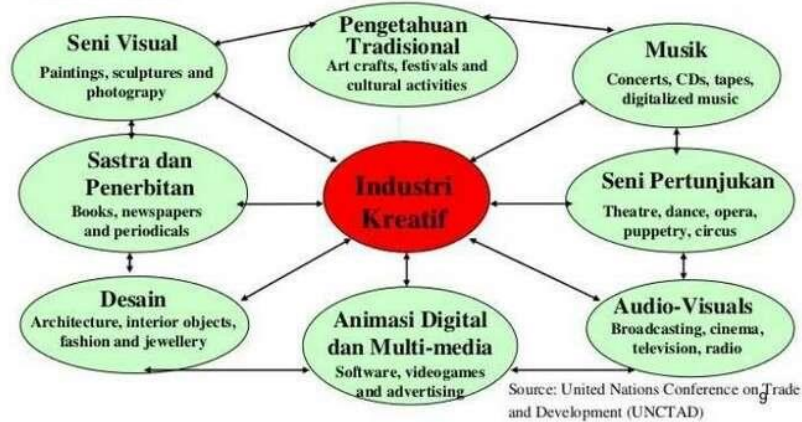 Seni Visual
Paintings, sculptures and
photograpy
Pengetahuan
Tradisional
Art crafts, festivals and
cultural activities
Musik
Concerts, CDs, tapes,
digitalized music
Sastra dan
Penerbitan
Books, newspapers
and periodicals
Industri
Kreatif
Seni Pertunjukan
Theatre, dance, opera,
puppetry, circus
Desain
Architecture, interior objects,
fashion and jewellery
Animasi Digital
dan Multi-media
Software, videogames
and advertising
Audio-Visuals
Broadcasting, cinema,
television, radio
Source: United Nations Conference on Trade
and Development (UNCTAD)
9